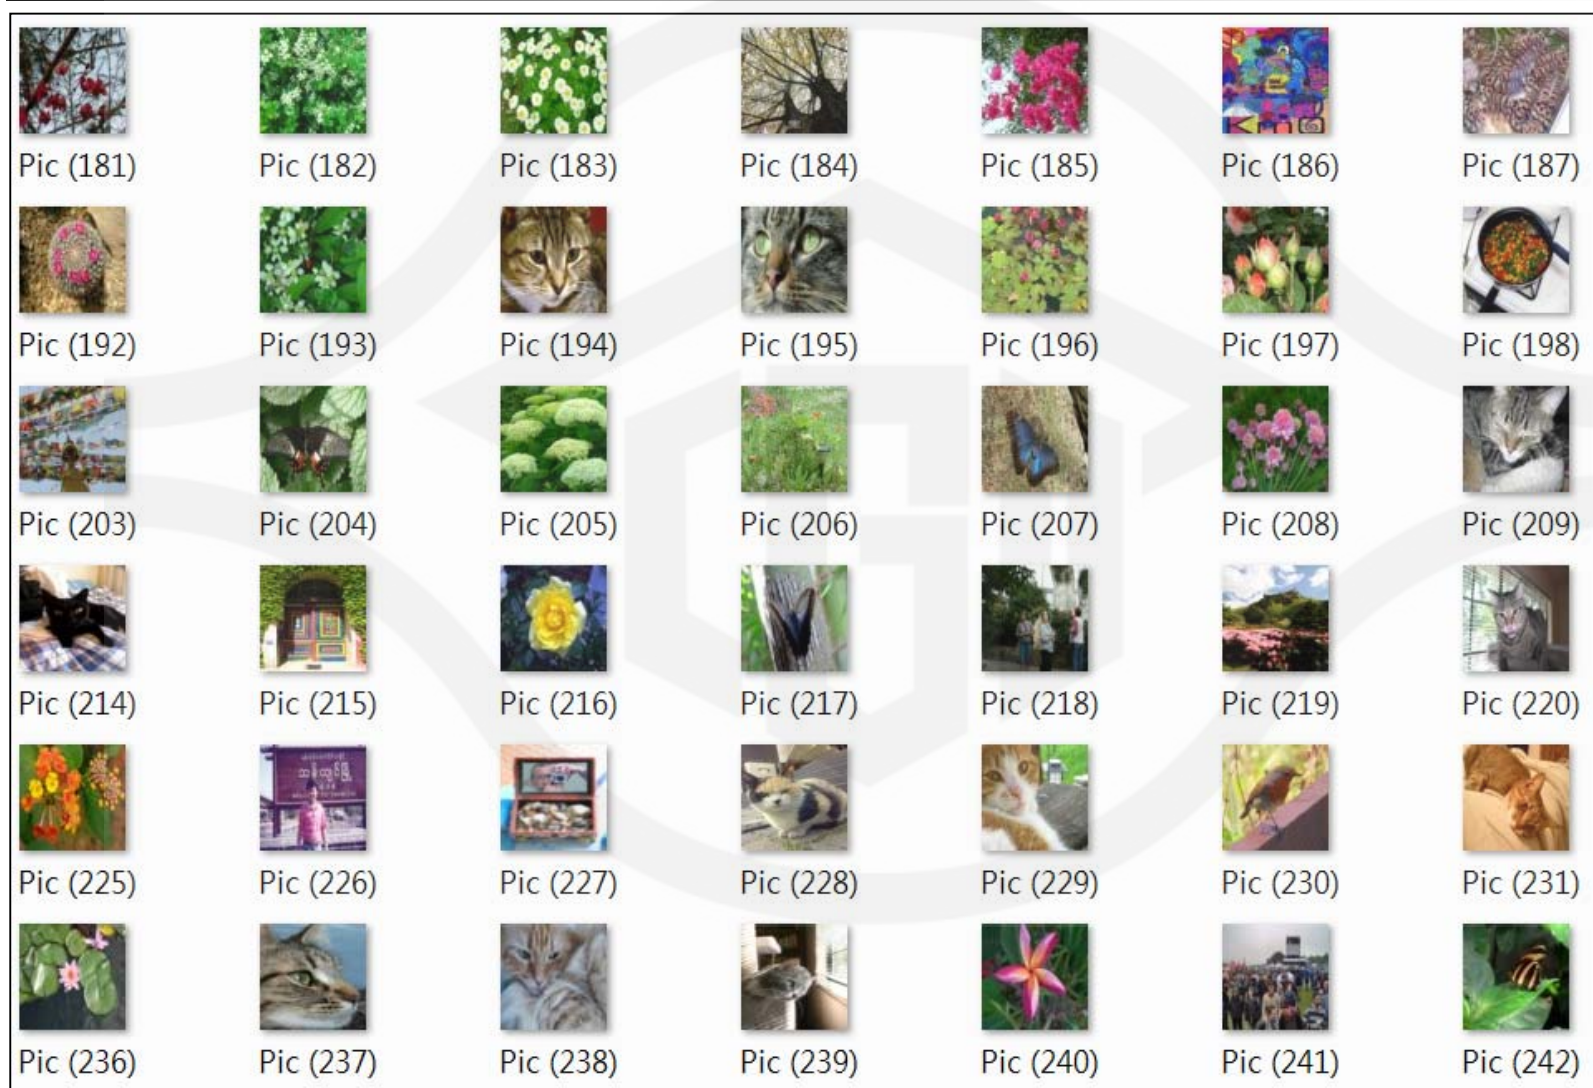 Pic (181) Pic (182) Pic (183) Pic (184) Pic (185) Pic (186) Pic (187)
Pic (192) Pic (193) Pic (194) Pic (195) Pic (196) Pic (197) Pic (198)
Pic (203) Pic (204) Pic (205) Pic (206) Pic (207) Pic (208) Pic (209)
Pic (214) Pic (215) Pic (216) Pic (217) Pic (218) Pic (219) Pic (220)
Pic (225) Pic (226) Pic (227) Pic (228) Pic (229) Pic (230) Pic (231)
Pic (236) Pic (237) Pic (238) Pic (239) Pic (240) Pic (241) Pic (242)